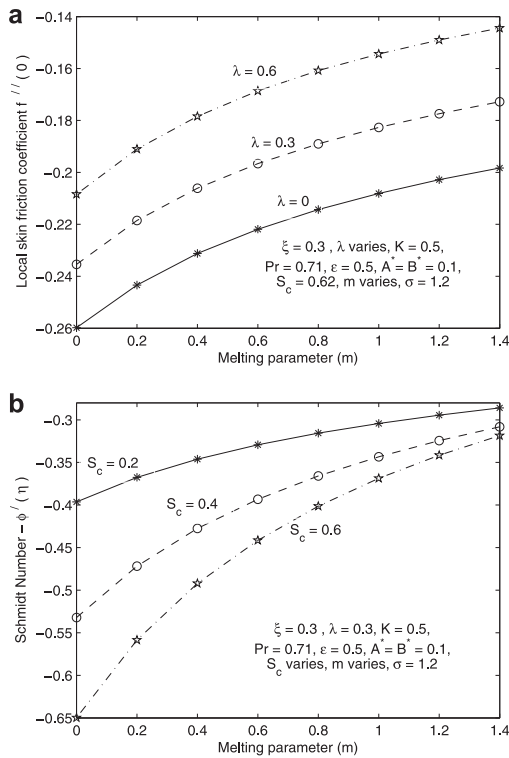 a
Local skin friction coefficient f // ( 0 )
-0.14
-0.16
-0.18
-0.2
-0.22
-0.24
-0.26
λ = 0.6
λ = 0.3
λ = 0
ξ = 0.3 , λ varies, K = 0.5,
Pr = 0.71, ε = 0.5, A* = B* = 0.1,
Sc = 0.62, m varies, σ = 1.2
0 0.2 0.4 0.6 0.8 1 1.2 1.4
Melting parameter (m)
b
Schmidt Number – ϕ / ( η )
-0.3
-0.35
-0.4
-0.45
-0.5
-0.55
-0.6
-0.65
Sc = 0.2
Sc = 0.4
Sc = 0.6
ξ = 0.3 , λ = 0.3, K = 0.5,
Pr = 0.71, ε = 0.5, A* = B* = 0.1,
Sc varies, m varies, σ = 1.2
0 0.2 0.4 0.6 0.8 1 1.2 1.4
Melting parameter (m)